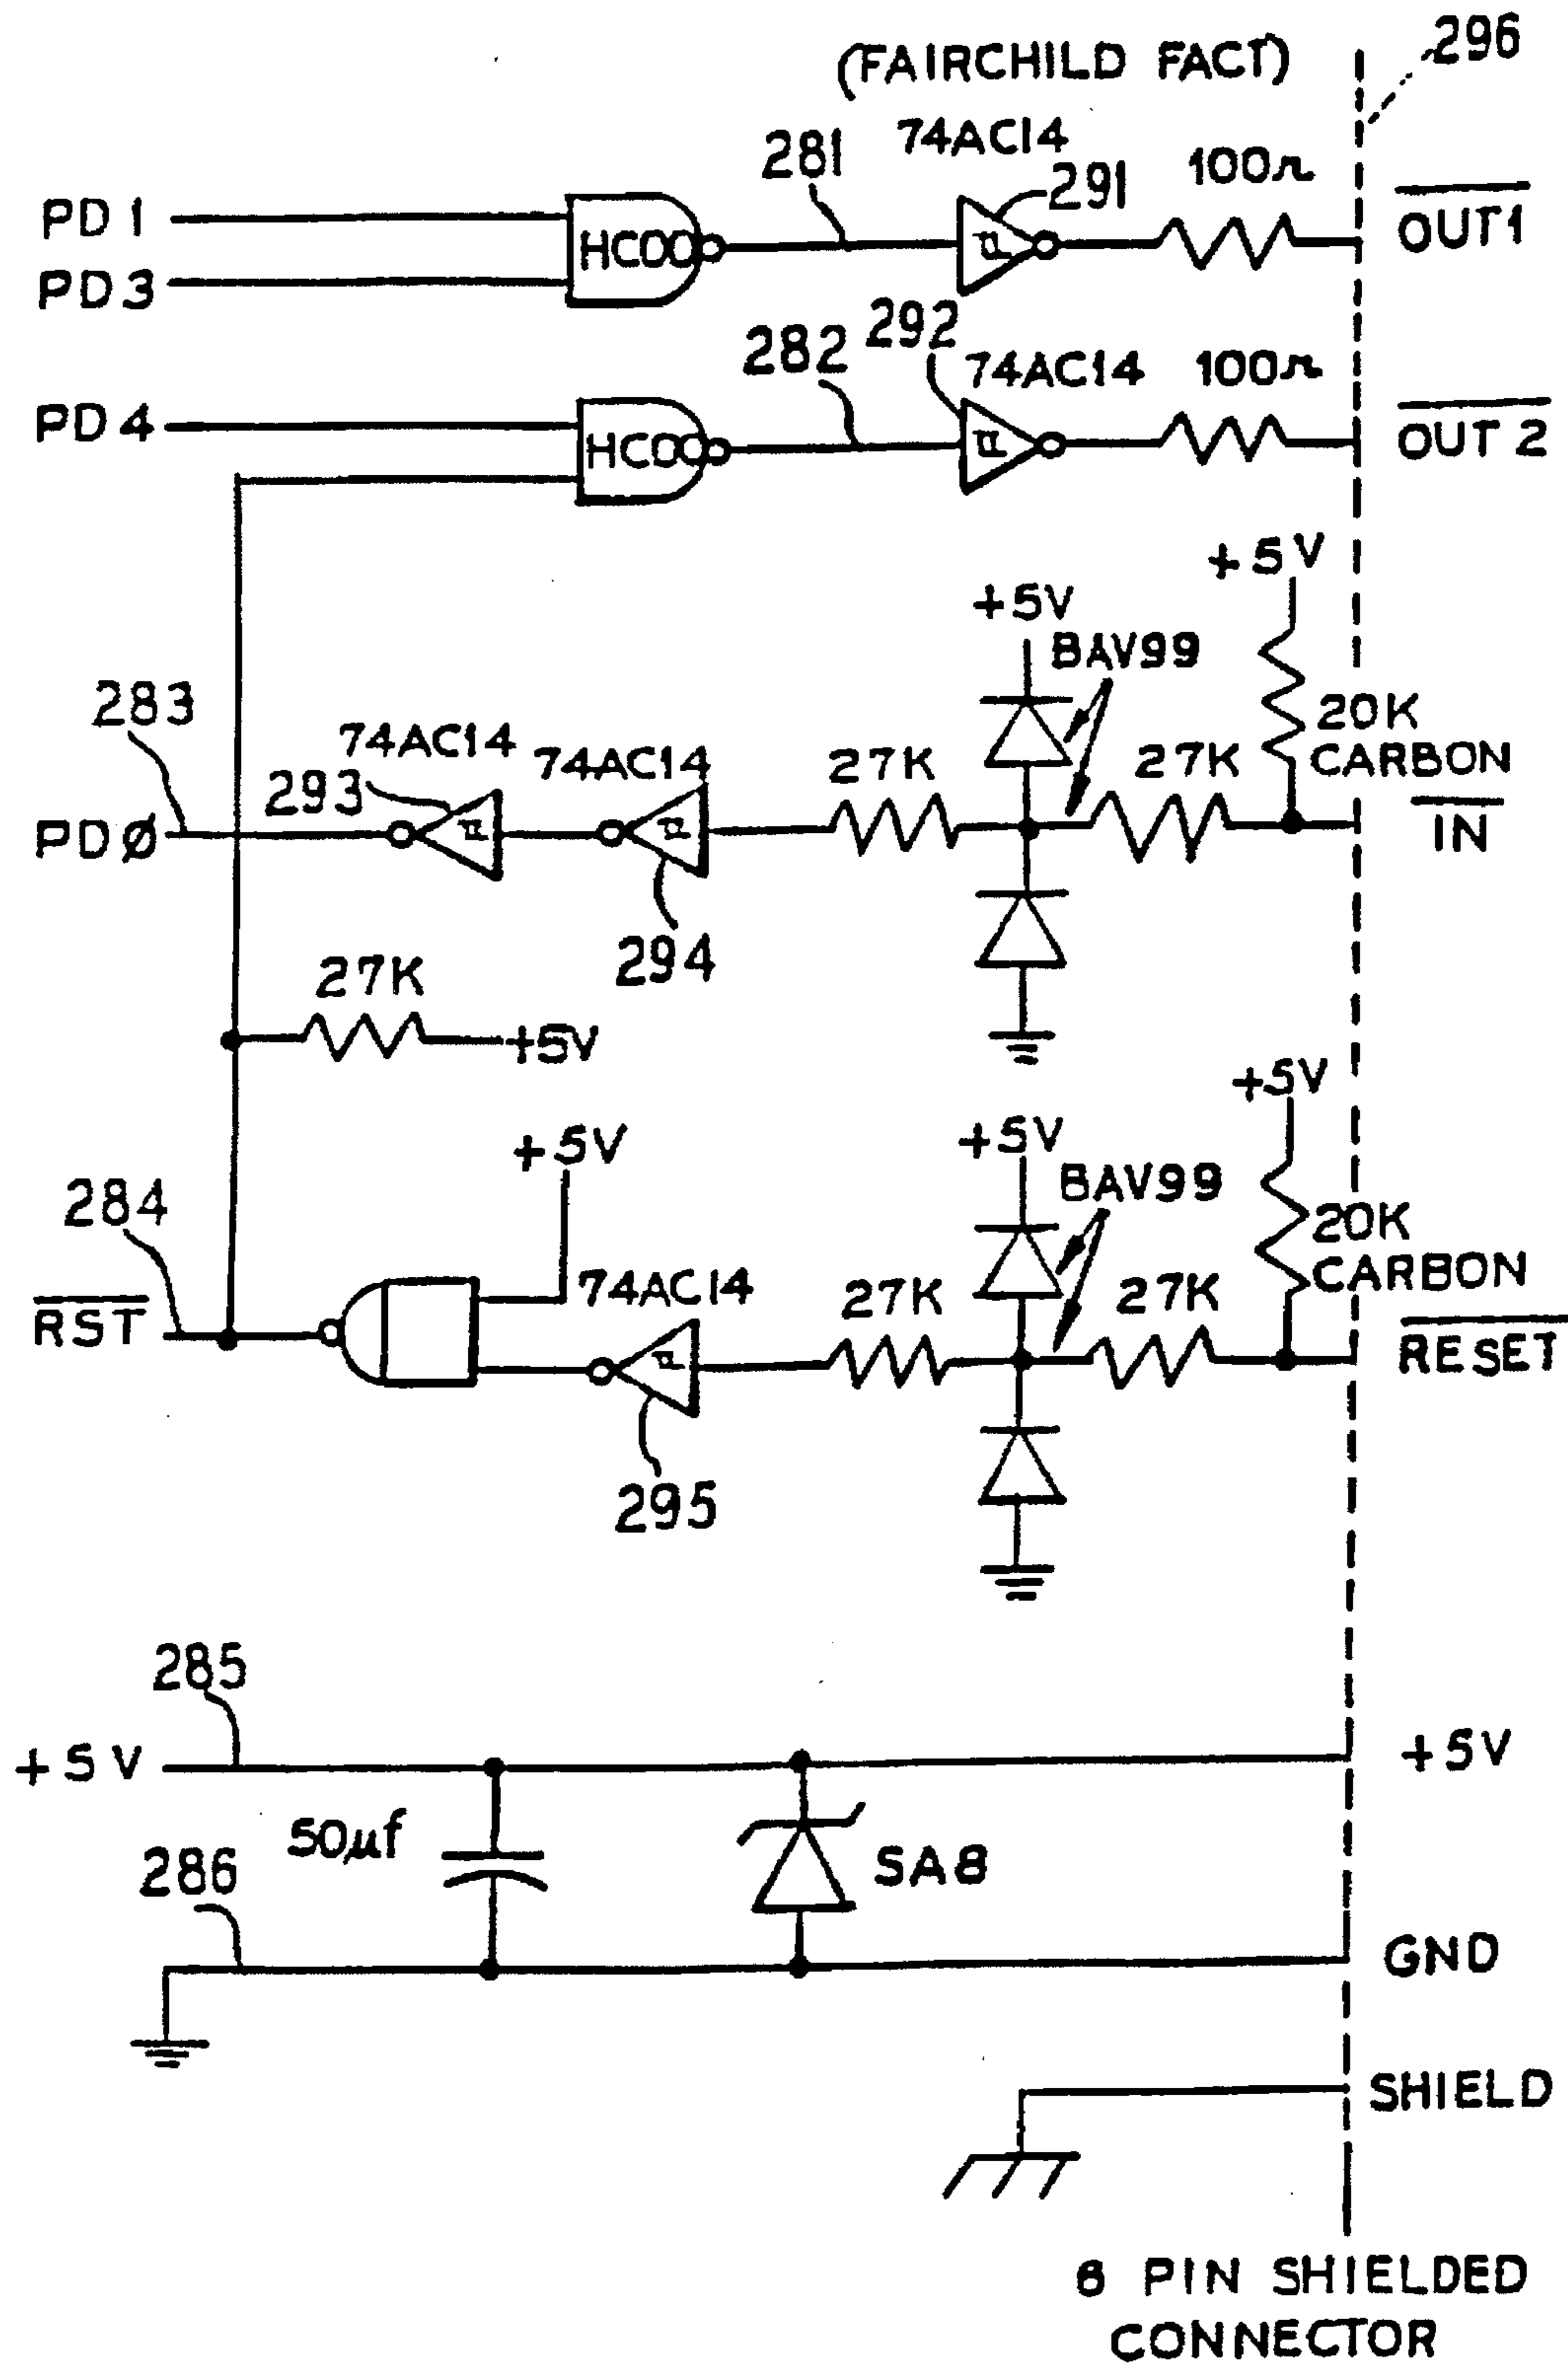 296
(FAIRCHILD FACT)
281
74AC14
291
100Ω
PD1
HC00
OUT1
PD3
282
292
74AC14
100Ω
PD4
HC00
OUT2
+5V
+5V
BAV99
283
74AC14
74AC14
27K
27K
20K
CARBON
293
PDØ
IN
294
27K
+5V
+5V
+5V
+5V
BAV99
284
20K
CARBON
74AC14
27K
27K
RST
RESET
295
285
+5V
+5V
50µf
SA8
286
GND
SHIELD
6 PIN SHIELDED
CONNECTOR